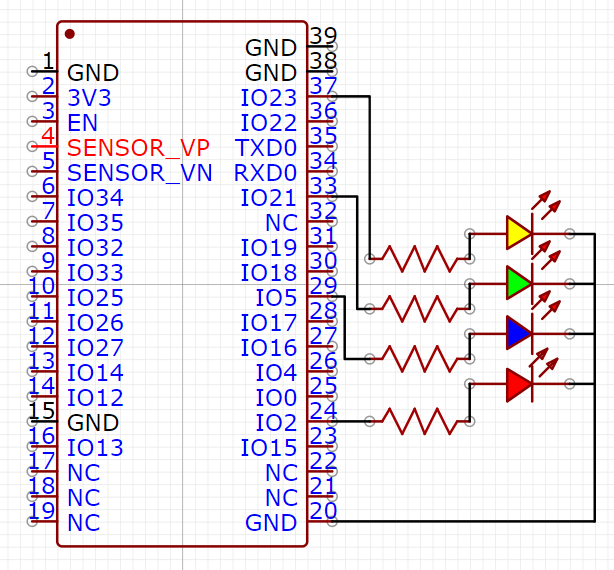 39
GND
38
1
GND
GND
37
2
3V3
IO23
36
3
EN
IO22
35
4
SENSOR_VP
TXD0
34
5
SENSOR_VN
RXD0
33
6
IO34
IO21
32
7
IO35
NC
31
8
IO32
IO19
30
9
IO33
IO18
29
10
IO25
IO5
28
11
IO26
IO17
27
12
IO27
IO16
26
13
IO14
IO4
25
14
IO12
IO0
24
15
GND
IO2
23
16
IO13
IO15
22
17
NC
NC
21
18
NC
NC
20
19
NC
GND